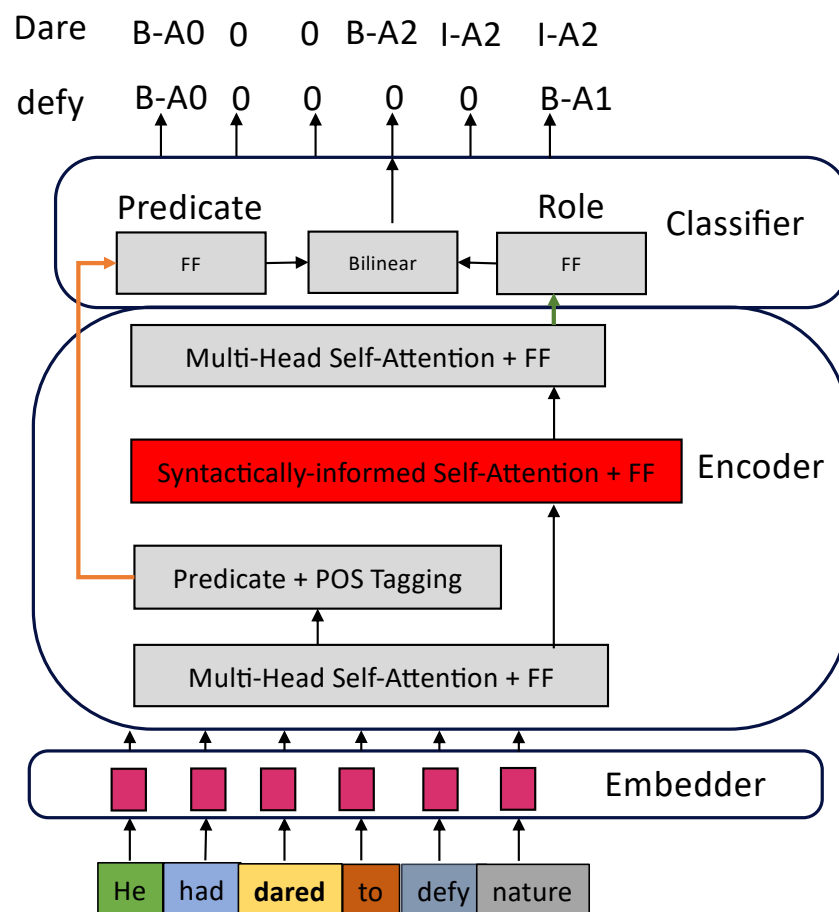 Dare B-A0 0 0 B-A2 I-A2 I-A2
defy B-A0 0 0 0 0 B-A1
Predicate Role Classifier
FF Bilinear FF
Multi-Head Self-Attention + FF
Syntactically-informed Self-Attention + FF Encoder
Predicate + POS Tagging
Multi-Head Self-Attention + FF
Embedder
He had dared to defy nature